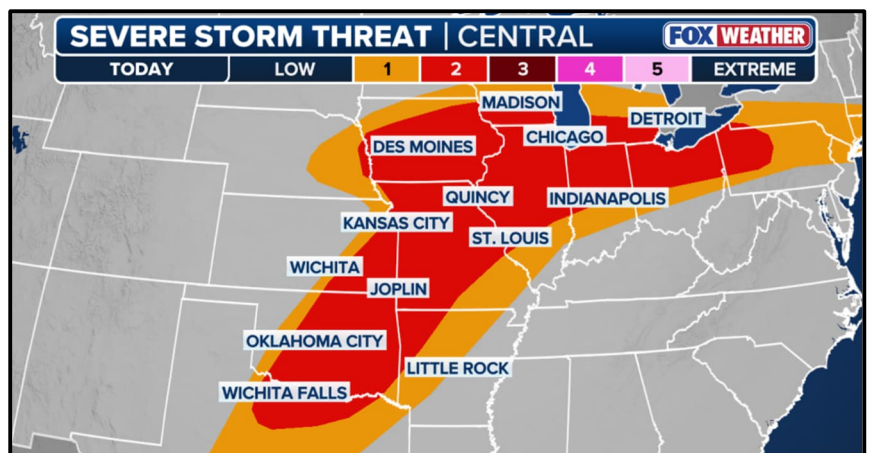 SEVERE STORM THREAT | CENTRAL
FOX WEATHER
TODAY LOW 1 2 3 4 5 EXTREME
MADISON
DETROIT
CHICAGO
DES MOINES
QUINCY
INDIANAPOLIS
KANSAS CITY
ST. LOUIS
WICHITA
JOPLIN
OKLAHOMA CITY
LITTLE ROCK
WICHITA FALLS